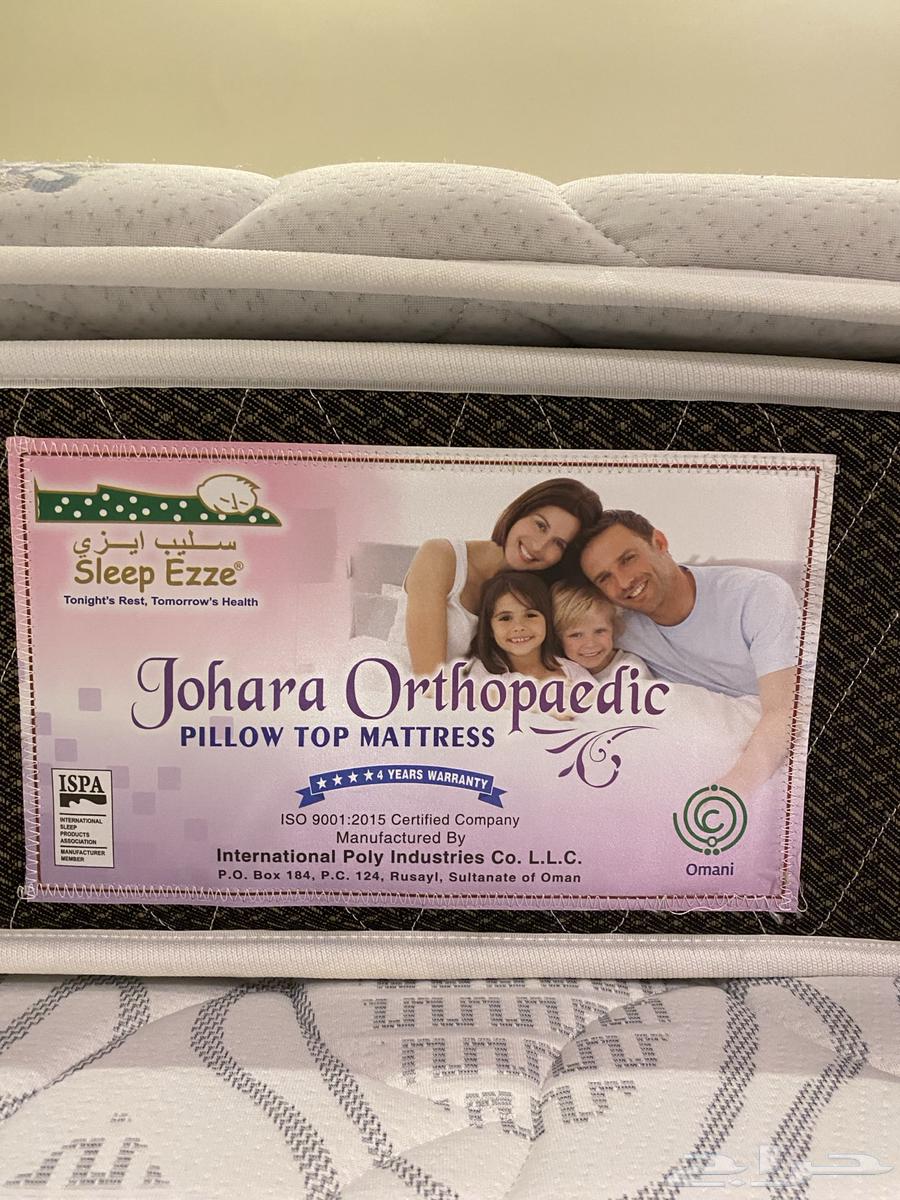 سليب ايزي
Sleep Ezze®
Tonight's Rest, Tomorrow's Health
Johara Orthopaedic
PILLOW TOP MATTRESS
4 YEARS WARRANTY
ISPA
INTERNATIONAL
SLEEP
PRODUCTS
ASSOCIATION
MANUFACTURER
MEMBER
ISO 9001:2015 Certified Company
Manufactured By
International Poly Industries Co. L.L.C.
P.O. Box 184, P.C. 124, Rusayl, Sultanate of Oman
Omani
حراج